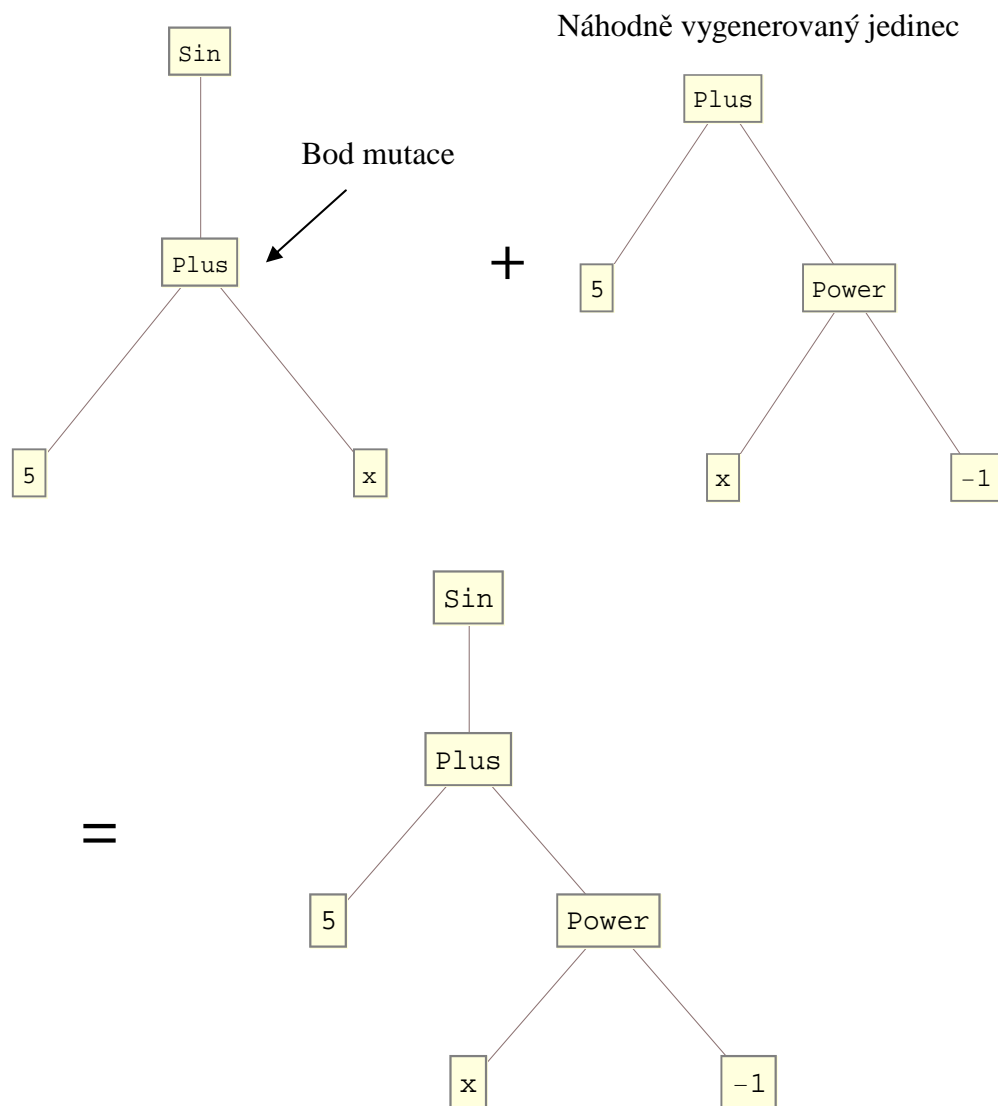 Náhodně vygenerovaný jedinec
Sin
Plus
Bod mutace
Plus
+
5
Power
5
x
x
-1
Sin
Plus
=
5
Power
x
-1